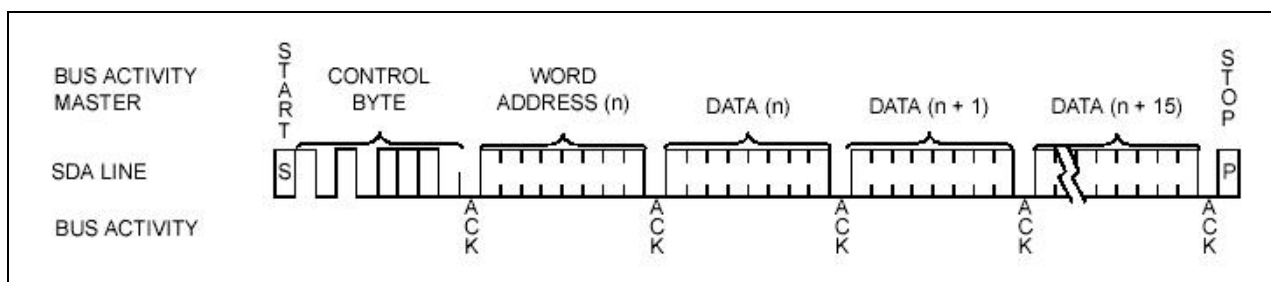 BUS ACTIVITY
MASTER
START
CONTROL
BYTE
WORD
ADDRESS (n)
DATA (n)
DATA (n + 1)
DATA (n + 15)
STOP
SDA LINE
S
P
BUS ACTIVITY
ACK
ACK
ACK
ACK
ACK